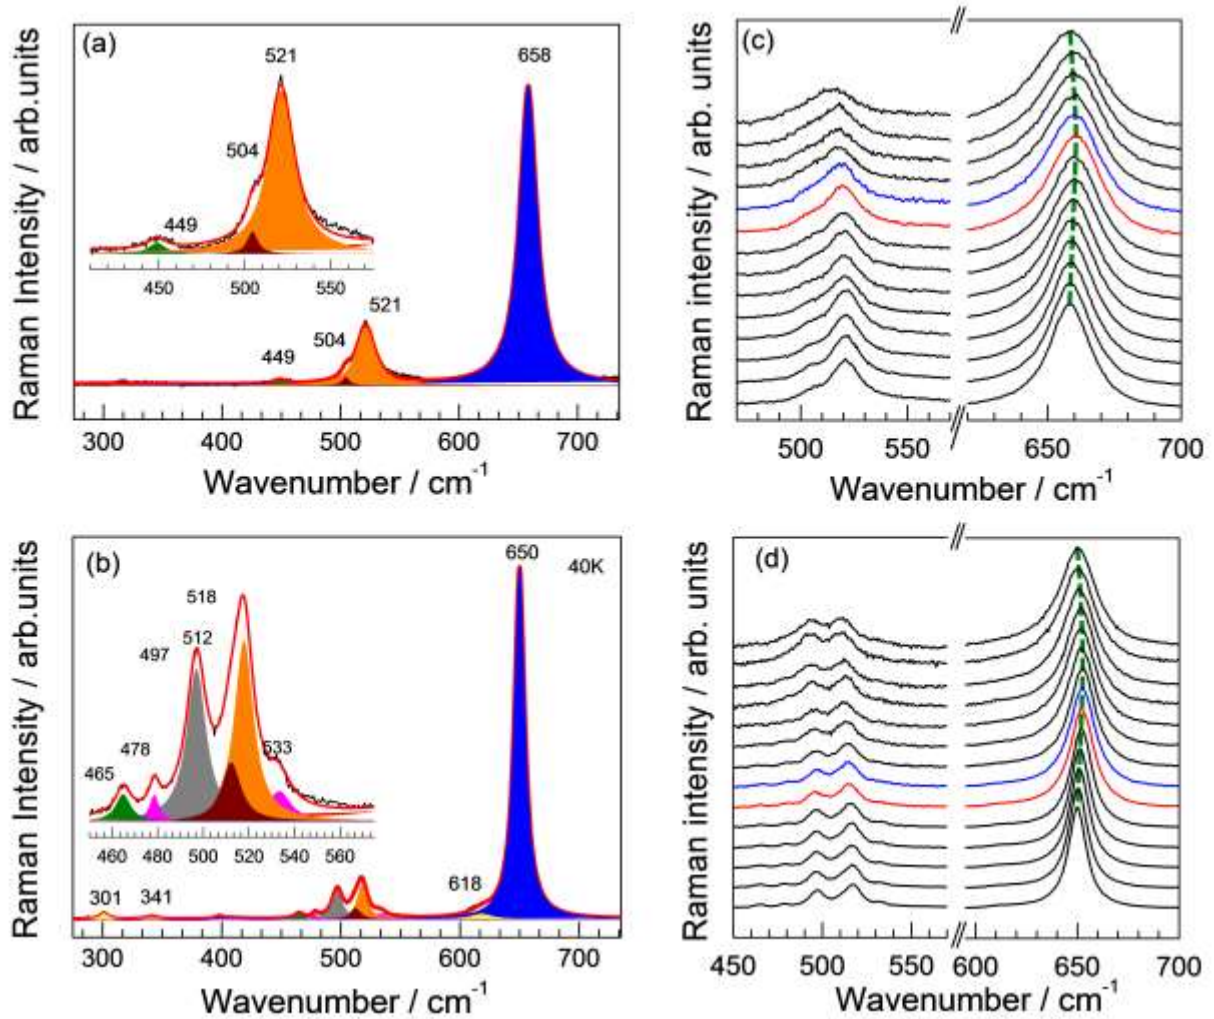 (a)
521
658
504
449
450 500 550
521
504
449
300 400 500 600 700
Wavenumber / cm-1
Raman Intensity / arb.units
(c)
500 550 650 700
Wavenumber / cm-1
Raman intensity / arb. units
(b)
650
40K
518
512
497
478
533
465
460 480 500 520 540 560
618
301 341
300 400 500 600 700
Wavenumber / cm-1
Raman Intensity / arb.units
(d)
450 500 550 600 650 700
Wavenumber / cm-1
Raman intensity / arb. units